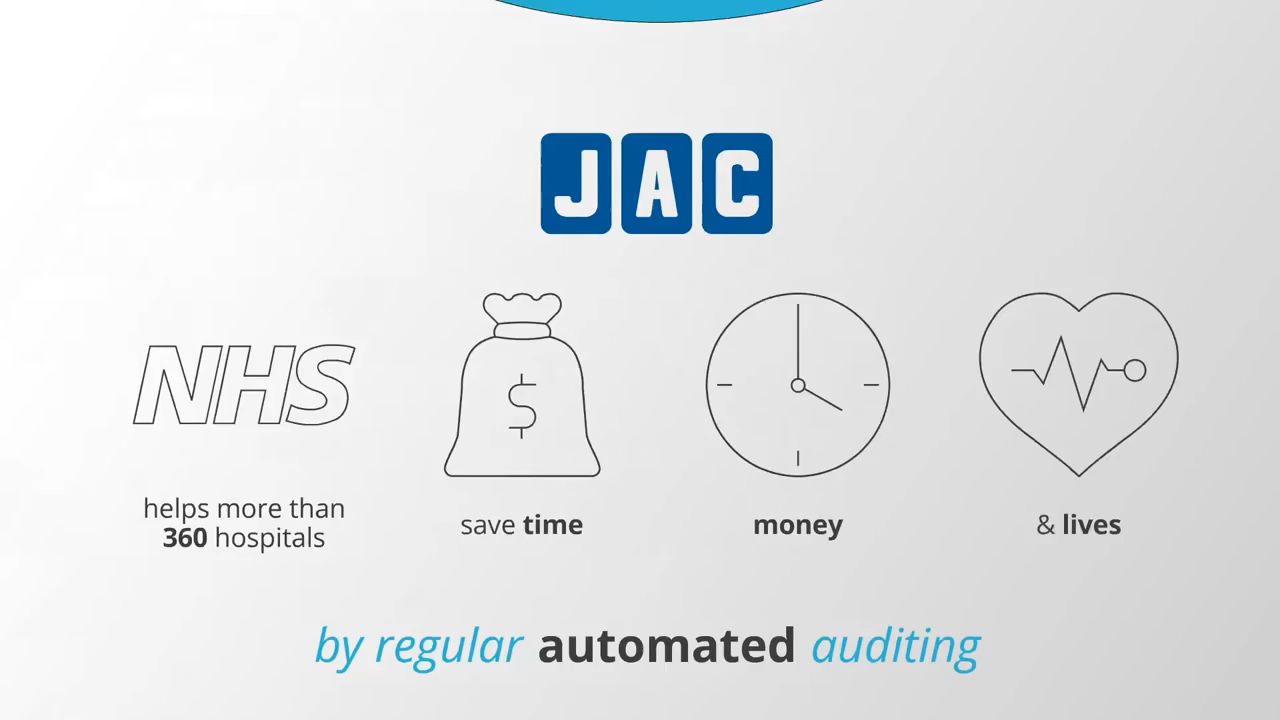 JAC
NHS
$
helps more than
360 hospitals
save time
money
& lives
by regular automated auditing